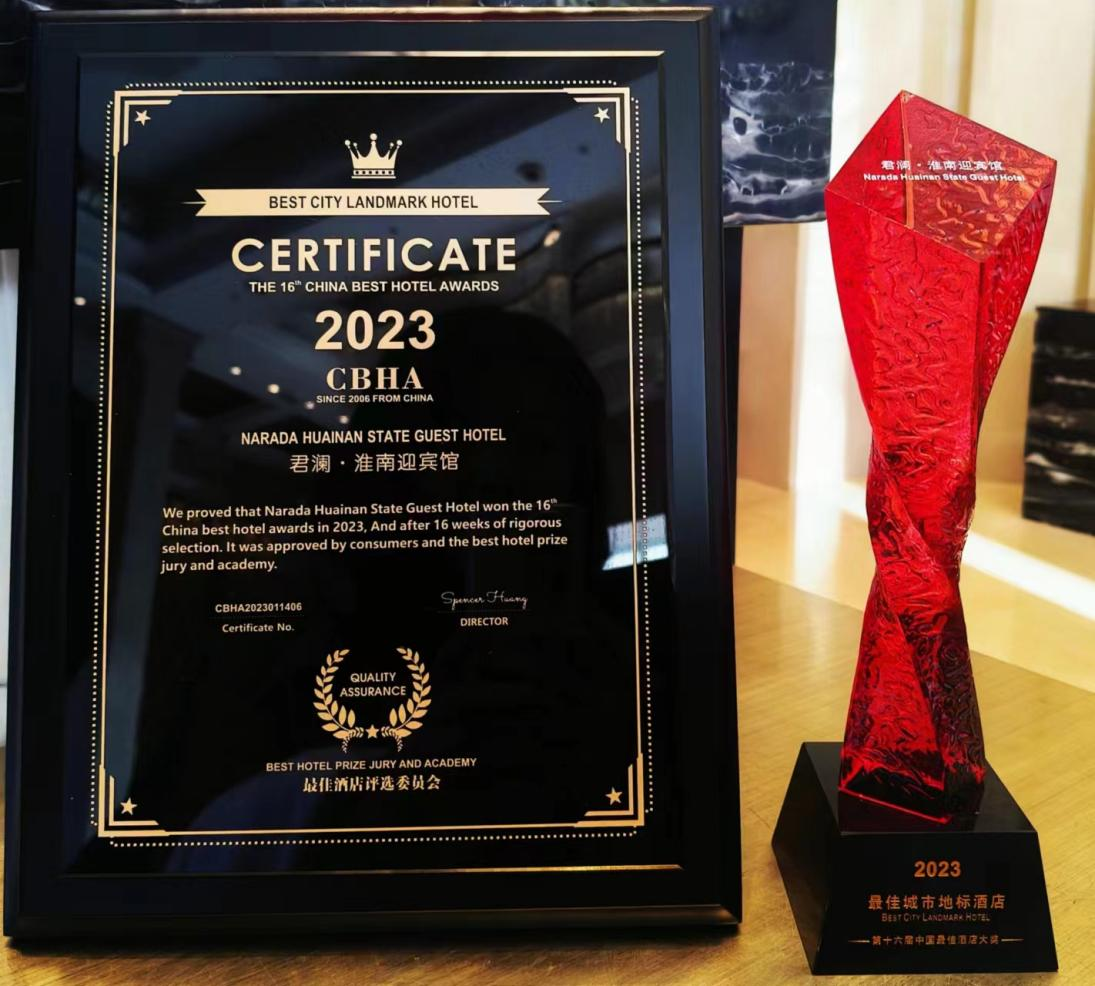 BEST CITY LANDMARK HOTEL
CERTIFICATE
THE 16th CHINA BEST HOTEL AWARDS
2023
CBHA
SINCE 2006 FROM CHINA
NARADA HUAINAN STATE GUEST HOTEL
君澜·淮南迎宾馆
We proved that Narada Huainan State Guest Hotel won the 16th
China best hotel awards in 2023, And after 16 weeks of rigorous
selection. It was approved by consumers and the best hotel prize
jury and academy.
CBHA2023011406
Certificate No.
Spencer Huang
DIRECTOR
QUALITY
ASSURANCE
BEST HOTEL PRIZE JURY AND ACADEMY
最佳酒店评选委员会
君澜·淮南迎宾馆
Narada Huainan State Guest Hotel
2023
最佳城市地标酒店
BEST CITY LANDMARK HOTEL
第十六届中国最佳酒店大奖